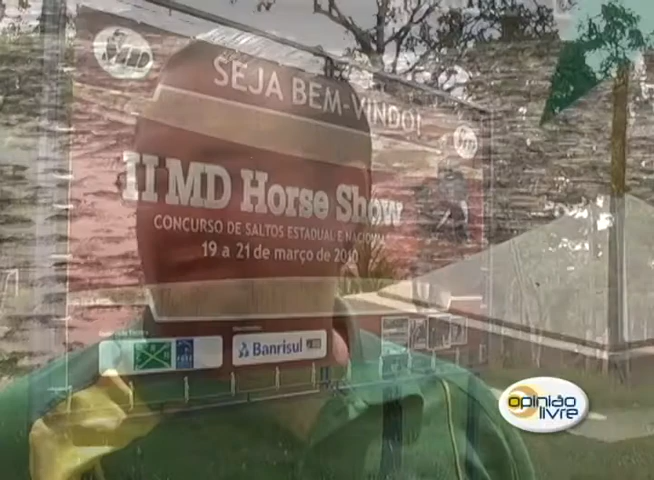 SEJA BEM-VINDO!
II MD Horse Show
CONCURSO DE SALTOS ESTADUAL E NACIONAL
19 a 21 de março de 2010
Banrisul
opinião
livre